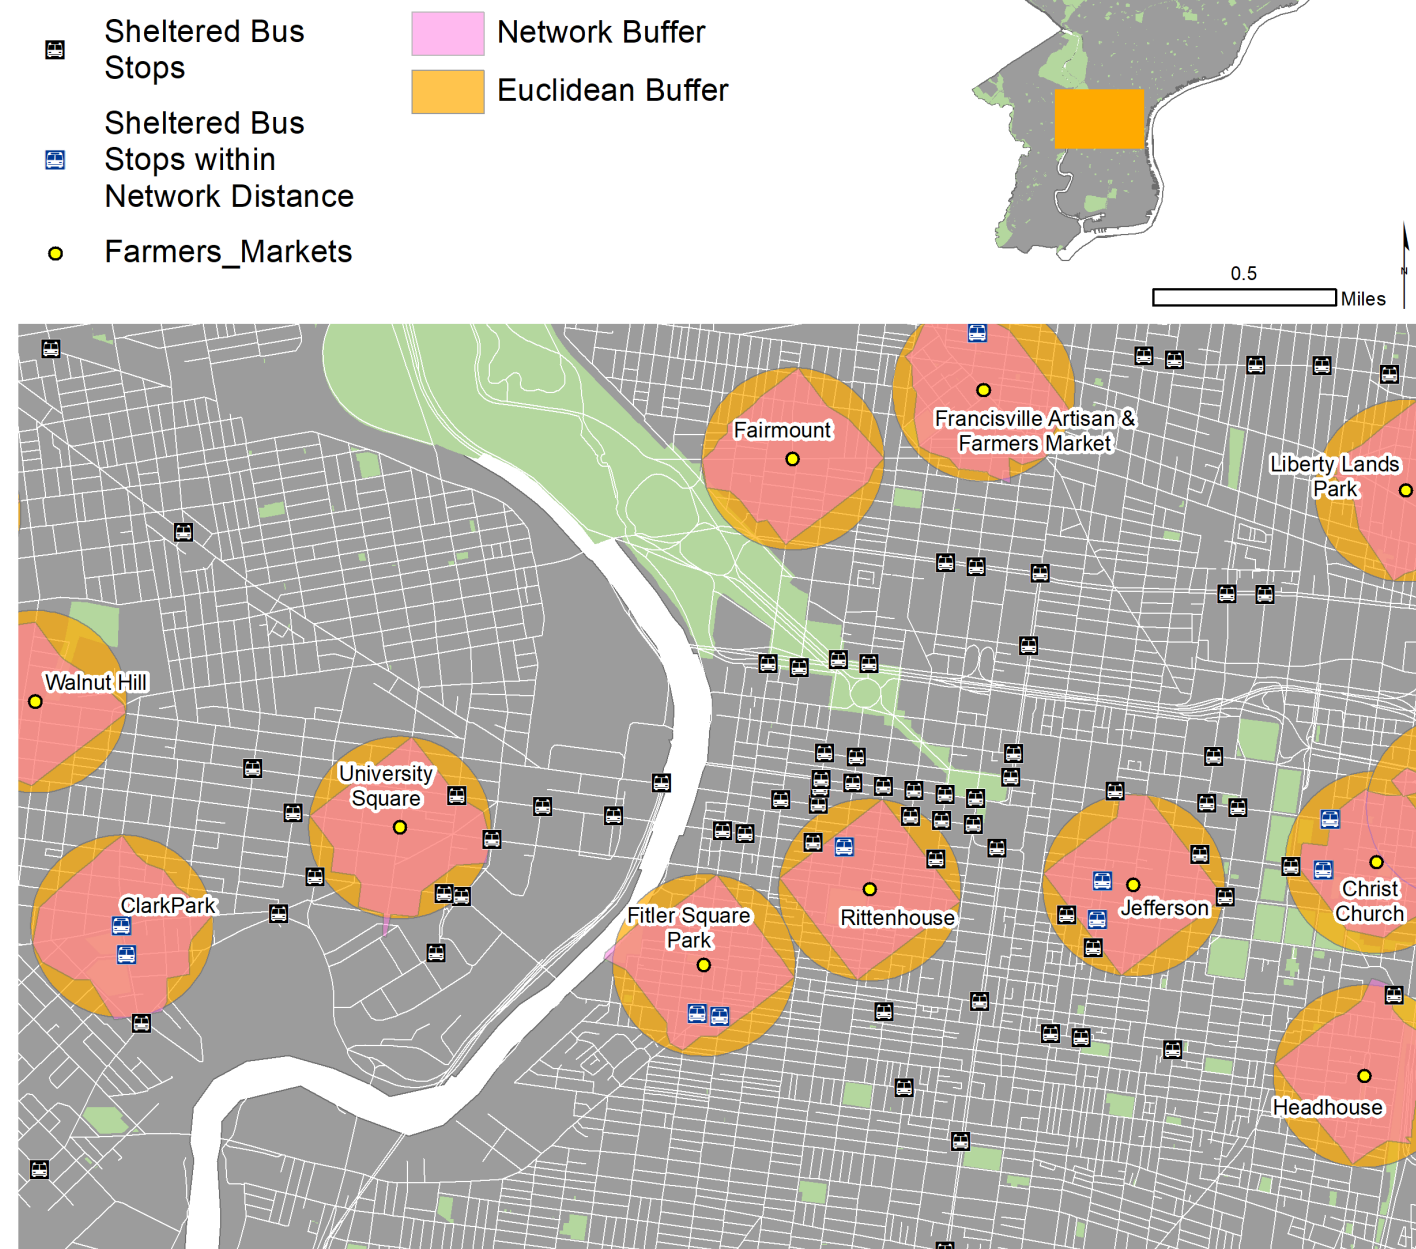 Sheltered Bus
Stops
Sheltered Bus
Stops within
Network Distance
Farmers_Markets
Network Buffer
Euclidean Buffer
0.5
Miles
N
Fairmount
Francisville Artisan &
Farmers Market
Liberty Lands
Park
Walnut Hill
University
Square
ClarkPark
Fitler Square
Park
Rittenhouse
Jefferson
Christ
Church
Headhouse